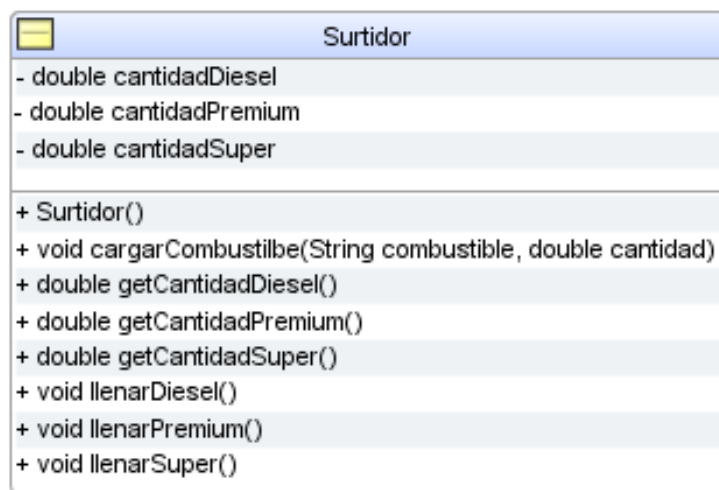 Surtidor
- double cantidadDiesel
- double cantidadPremium
- double cantidadSuper
+ Surtidor()
+ void cargarCombustilbe(String combustible, double cantidad)
+ double getCantidadDiesel()
+ double getCantidadPremium()
+ double getCantidadSuper()
+ void llenarDiesel()
+ void llenarPremium()
+ void llenarSuper()